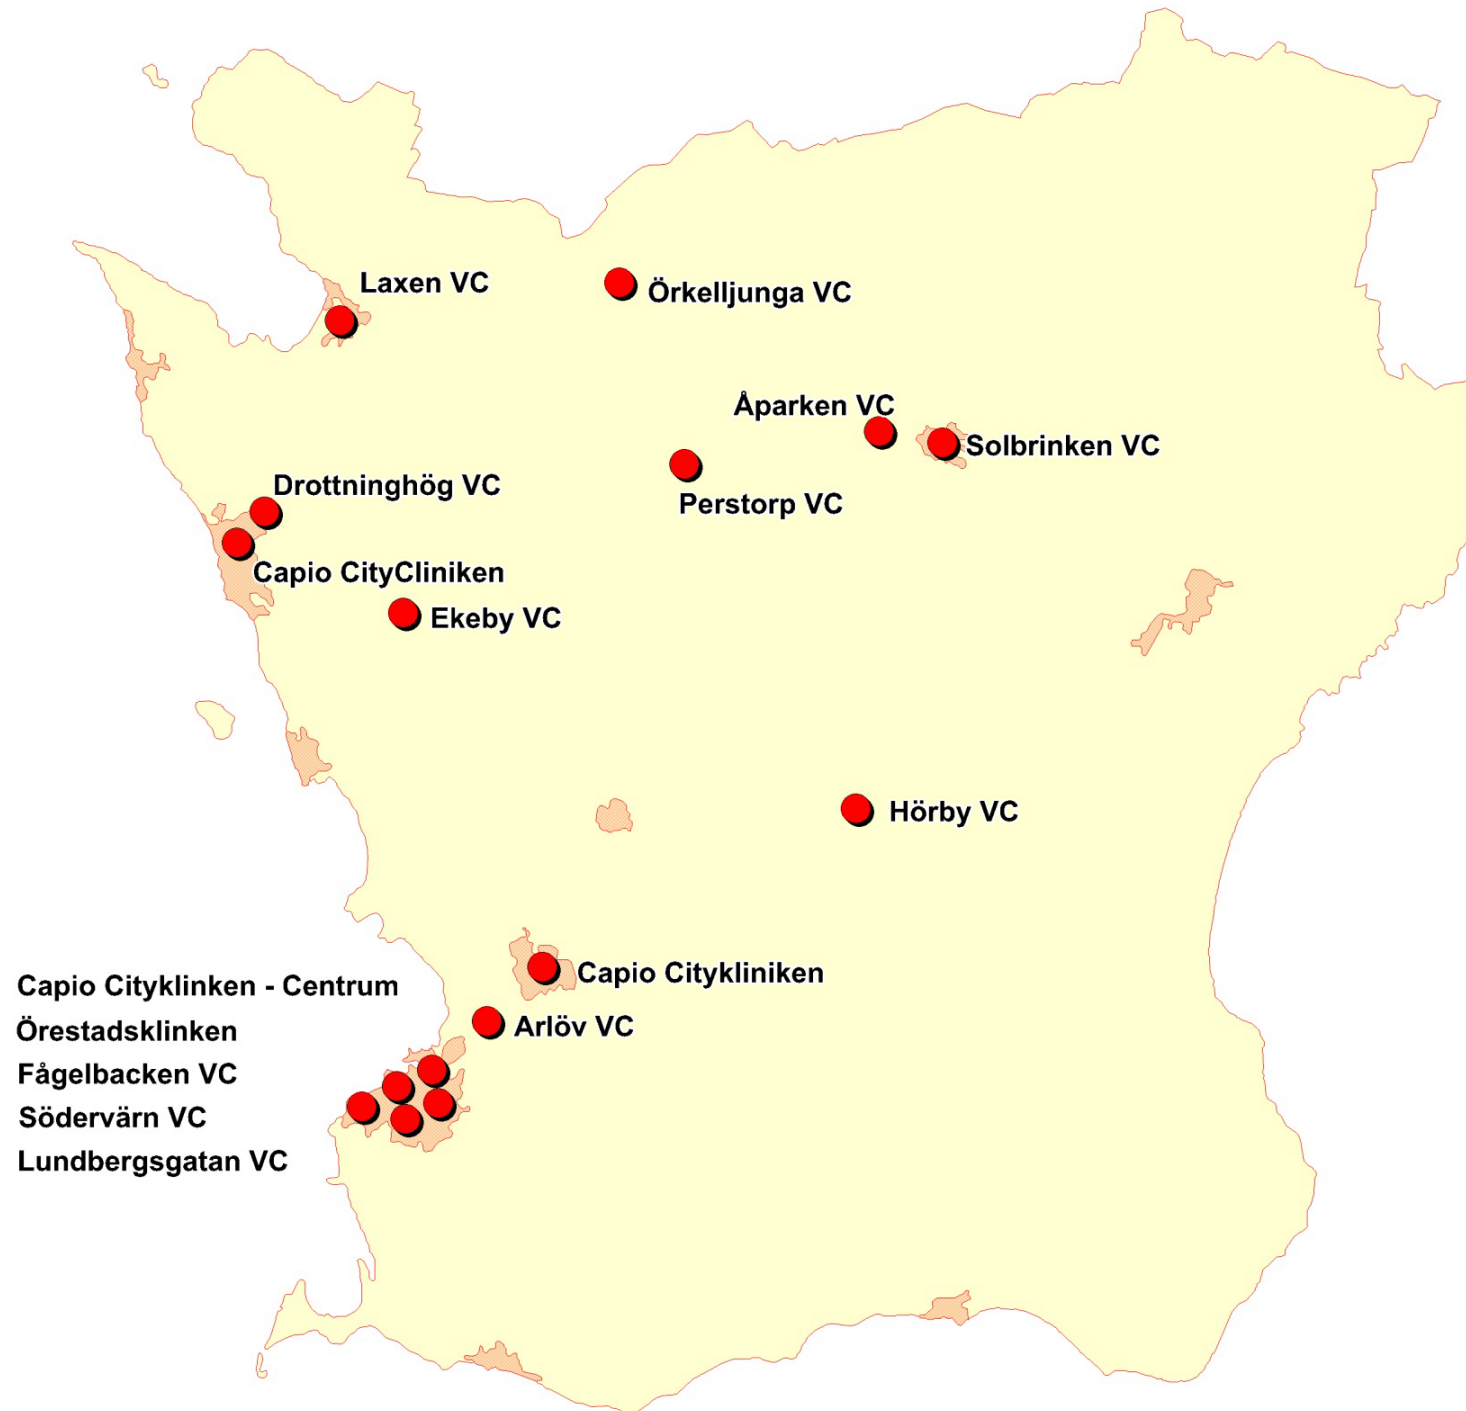 Laxen VC
Örkelljunga VC
Åparken VC
Solbrinken VC
Drottninghög VC
Perstorp VC
Capio CityCliniken
Ekeby VC
Hörby VC
Capio Citykliniken
Capio Cityklinken - Centrum
Arlöv VC
Örestadsklinken
Fågelbacken VC
Södervärn VC
Lundbergsgatan VC